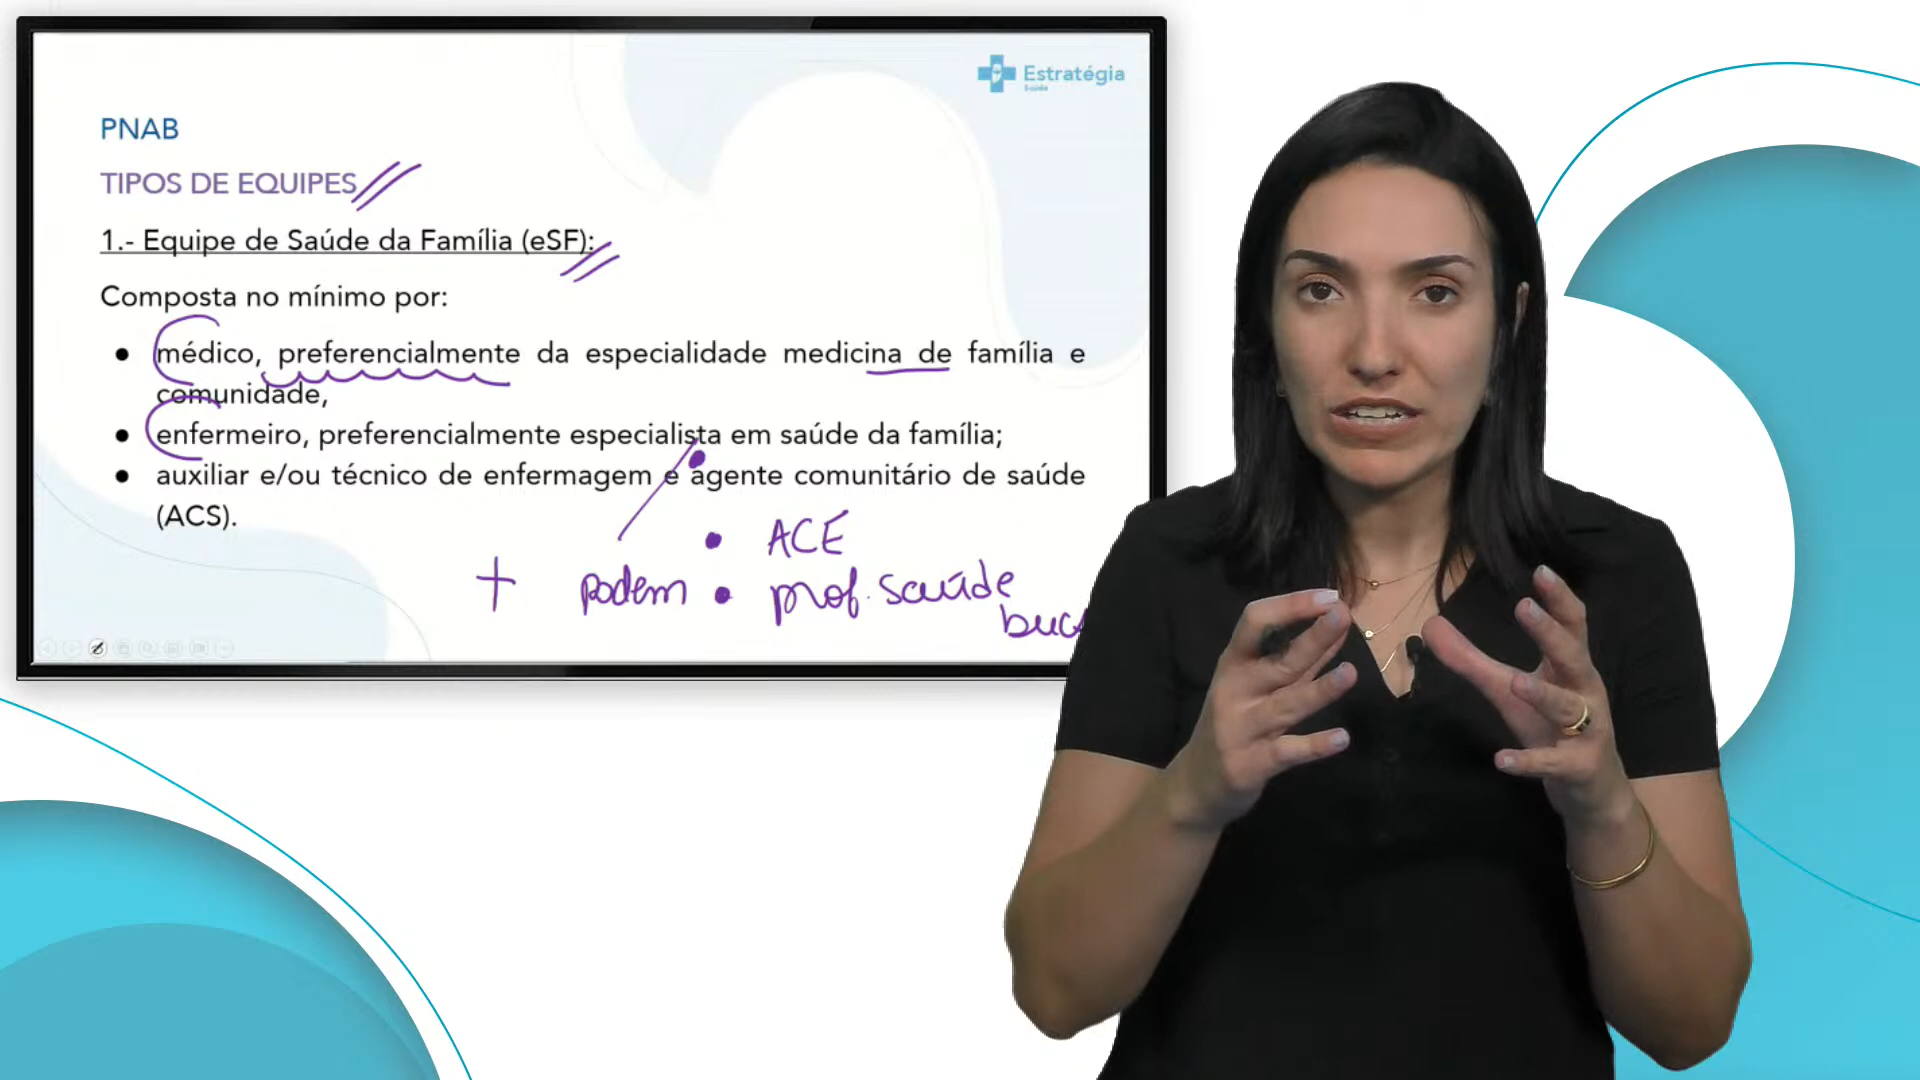 Estratégia
Saúde
PNAB
TIPOS DE EQUIPES
1.- Equipe de Saúde da Família (eSF):
Composta no mínimo por:
● médico, preferencialmente da especialidade medicina de família e
comunidade,
● enfermeiro, preferencialmente especialista em saúde da família;
● auxiliar e/ou técnico de enfermagem e agente comunitário de saúde
(ACS).
• ACE
+ podem • prof. saúde